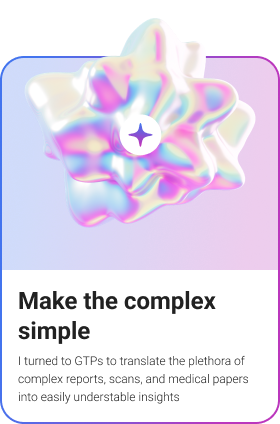 Make the complex
simple
I turned to GTPs to translate the plethora of
complex reports, scans, and medical papers
into easily understable insights